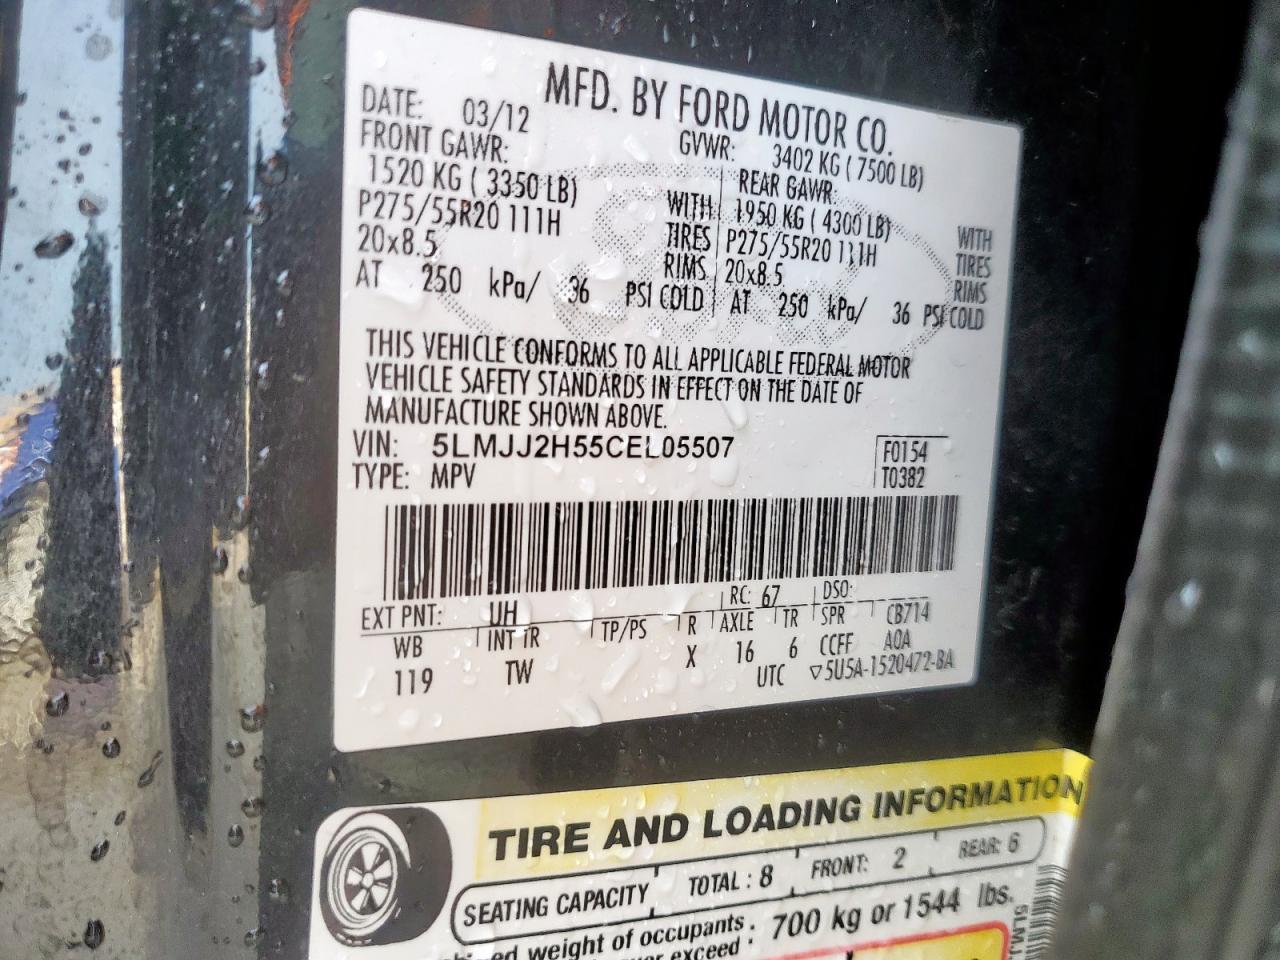 MFD. BY FORD MOTOR CO.
DATE: 03/12 GVWR: 3402 KG ( 7500 LB)
FRONT GAWR: REAR GAWR:
1520 KG ( 3350 LB) WITH 1950 KG ( 4300 LB) WITH
P275/55R20 111H TIRES P275/55R20 111H TIRES
20x8.5 RIMS 20x8.5 RIMS
AT 250 kPa/ 36 PSI COLD AT 250 kPa/ 36 PSI COLD
THIS VEHICLE CONFORMS TO ALL APPLICABLE FEDERAL MOTOR
VEHICLE SAFETY STANDARDS IN EFFECT ON THE DATE OF
MANUFACTURE SHOWN ABOVE.
VIN: 5LMJJ2H55CEL05507 F0154
TYPE: MPV T0382
EXT PNT: UH RC: 67 DSO:
WB INT TR TP/PS R AXLE TR SPR CB714
119 TW X 16 6 CCFF AOA
UTC ▽5U5A-1520472-BA
TIRE AND LOADING INFORMATION
SEATING CAPACITY TOTAL : 8 FRONT: 2 REAR: 6
weight of occupants 700 kg or 1544 lbs.
exceed